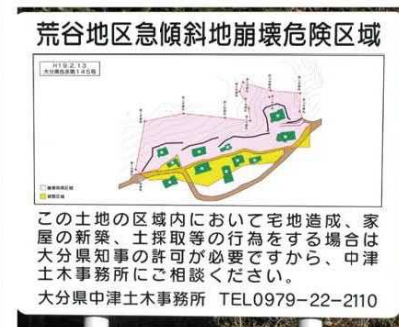 荒谷地区急傾斜地崩壊危険区域
H19.2.13
この土地の区域内において宅地造成、家
屋の新築、土採取等の行為をする場合は
大分県知事の許可が必要ですから、中津
土木事務所にご相談ください。
大分県中津土木事務所 TEL0979-22-2110